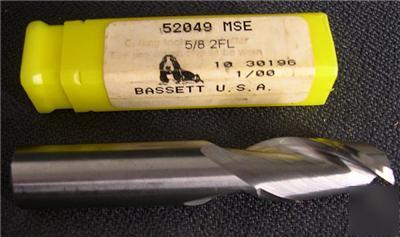 52049 MSE
5/8 2FL
10 30196
1/00
BASSETT U.S.A.